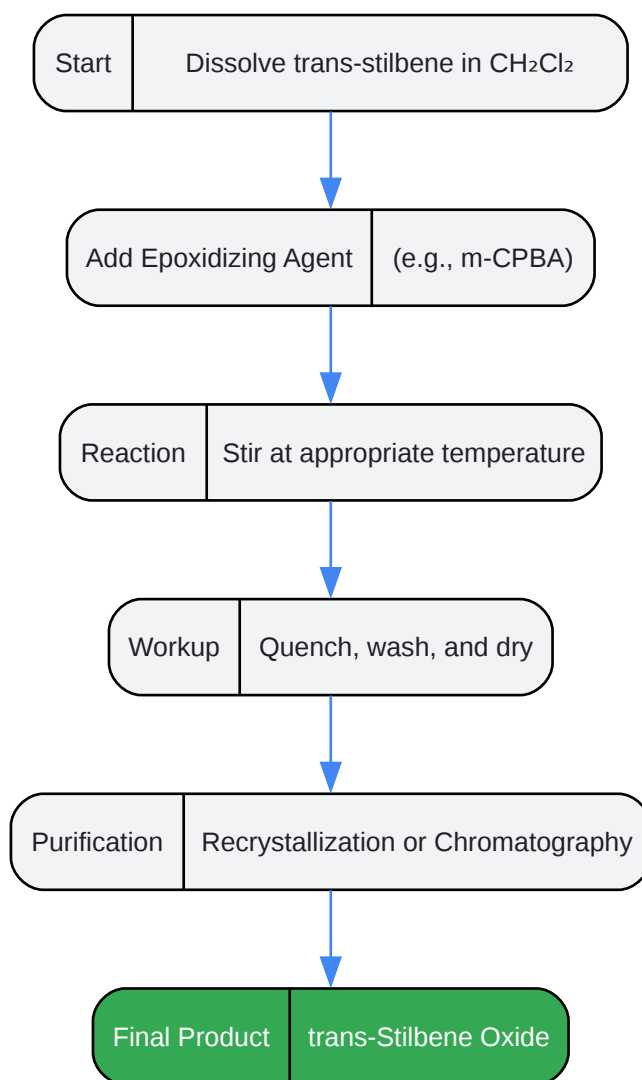 Start Dissolve trans-stilbene in CH₂Cl₂
Add Epoxidizing Agent (e.g., m-CPBA)
Reaction Stir at appropriate temperature
Workup Quench, wash, and dry
Purification Recrystallization or Chromatography
Final Product trans-Stilbene Oxide